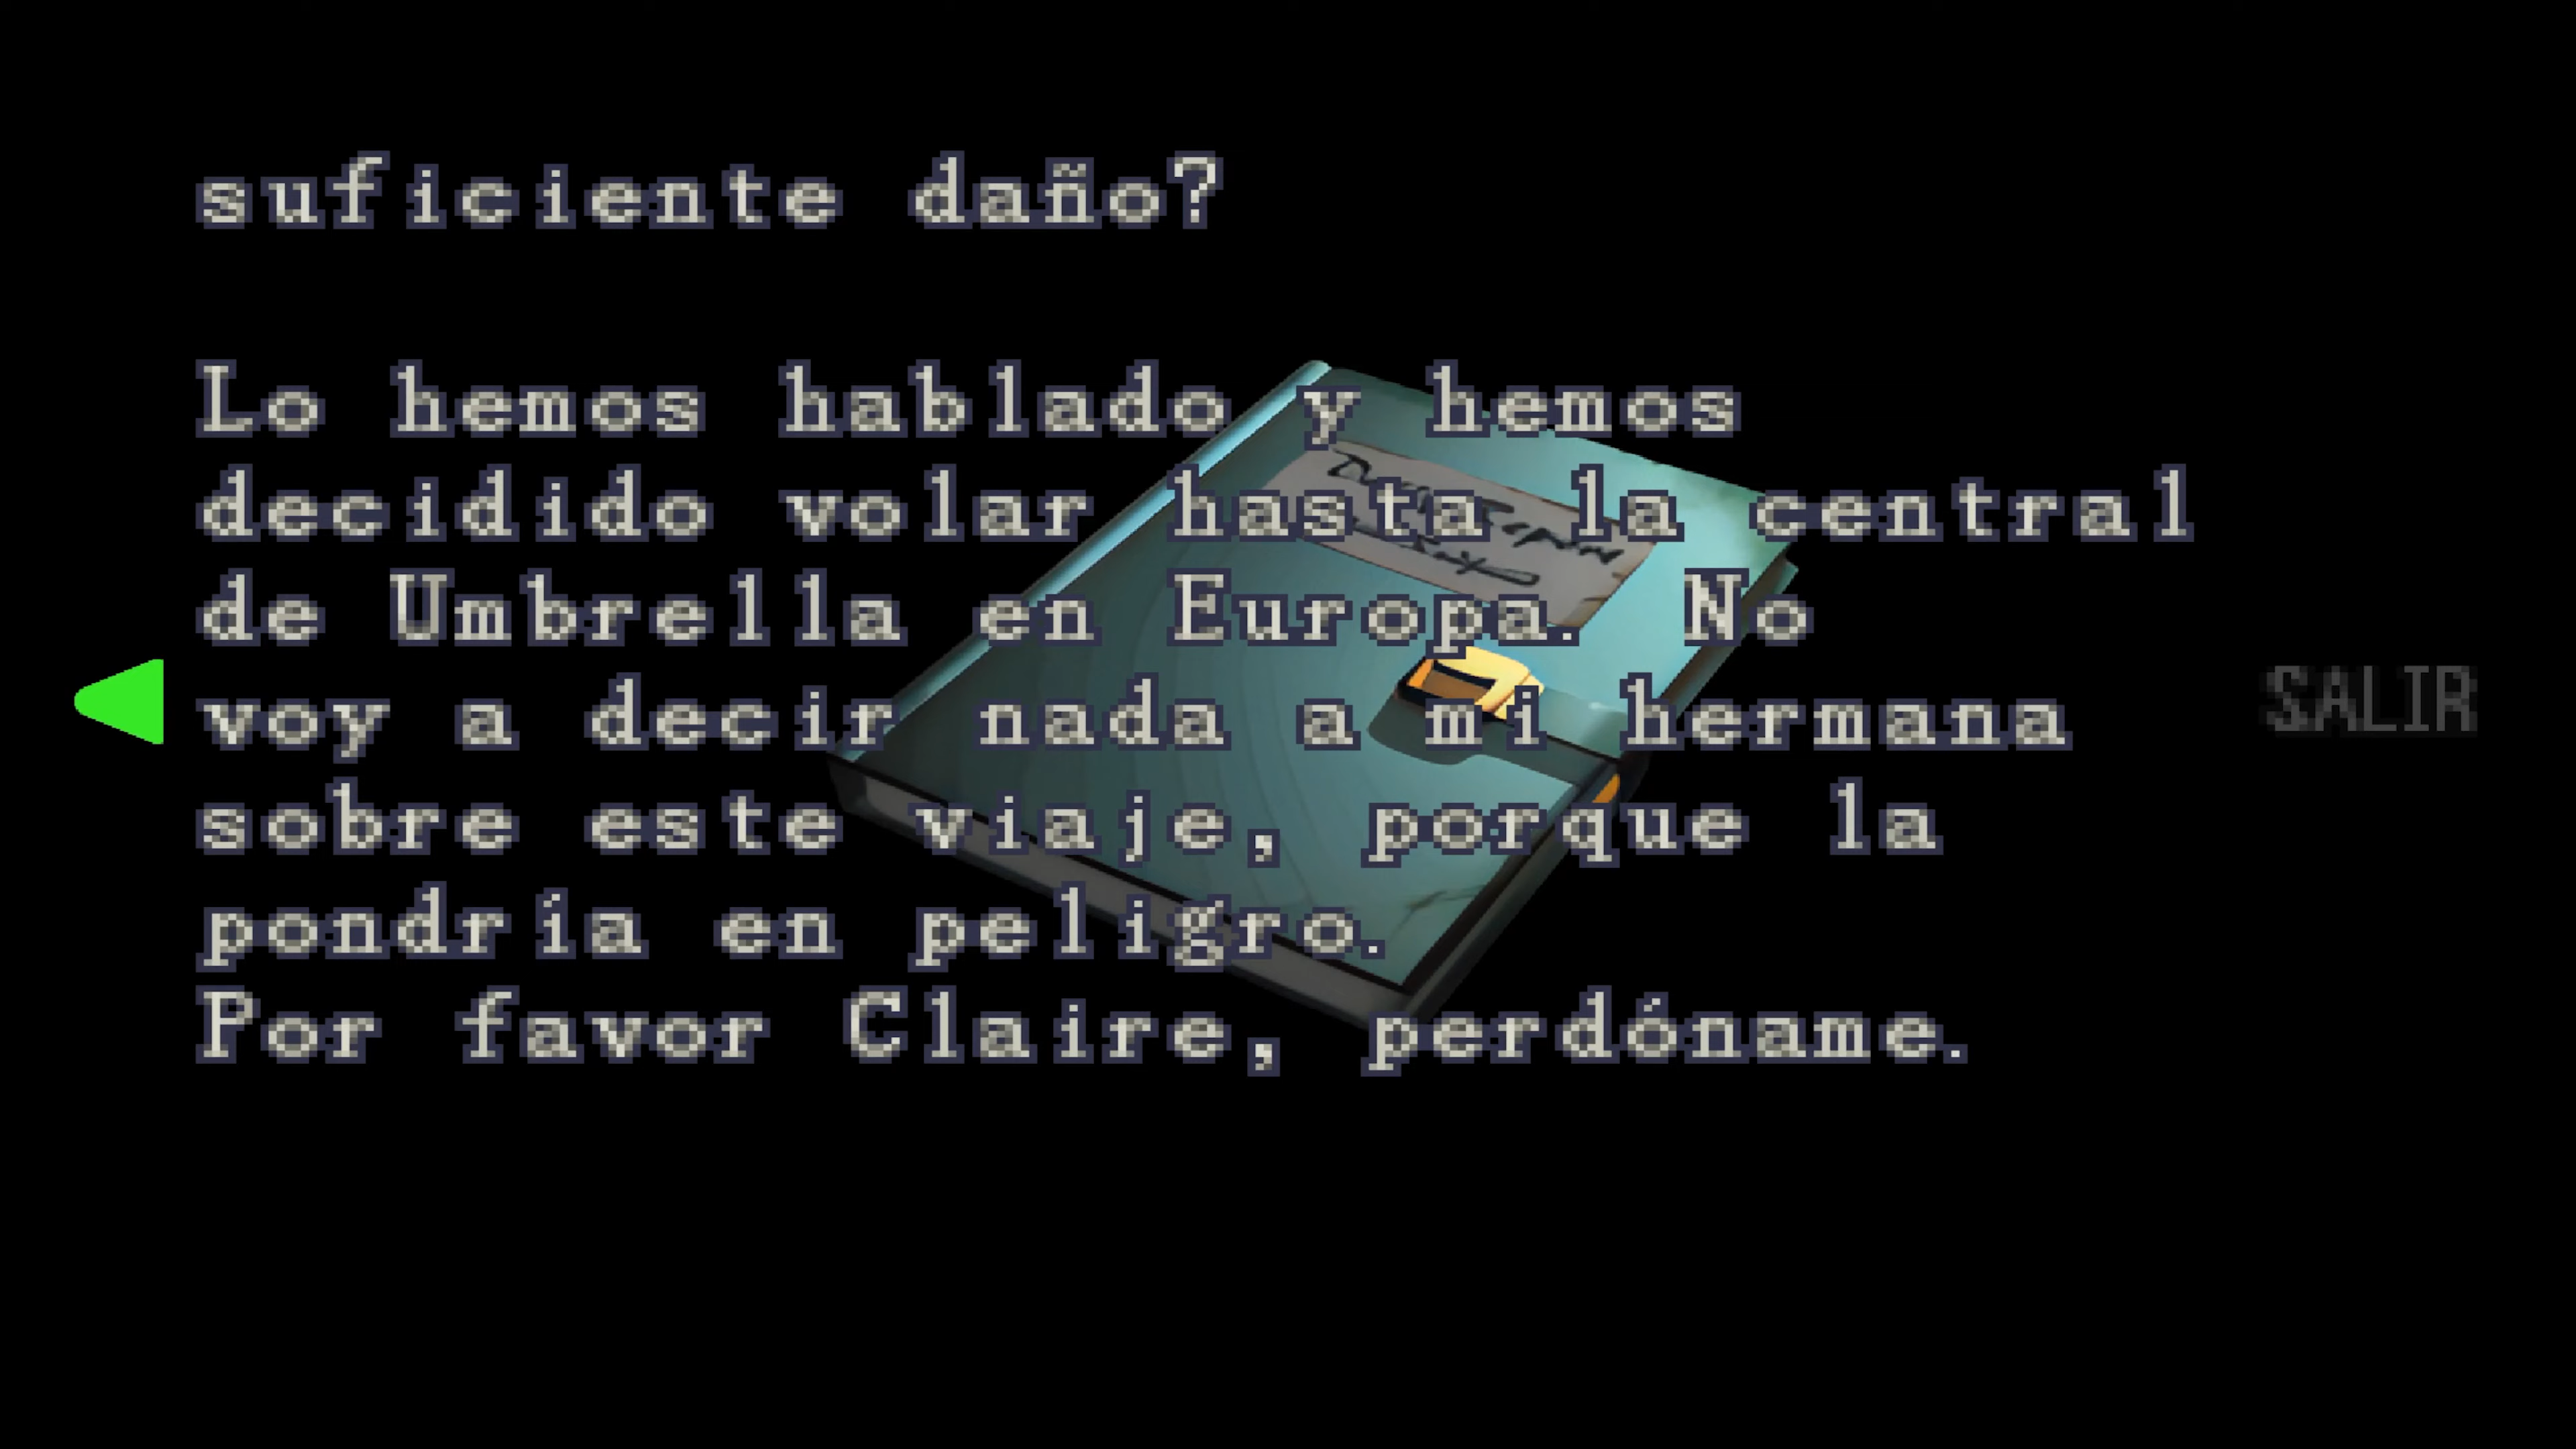 suficiente daño?
Lo hemos hablado y hemos
decidido volar hasta la central
de Umbrella en Europa. No
voy a decir nada a mi hermana
sobre este viaje, porque la
pondria en peligro.
Por favor Claire, perdóname.
SALIR